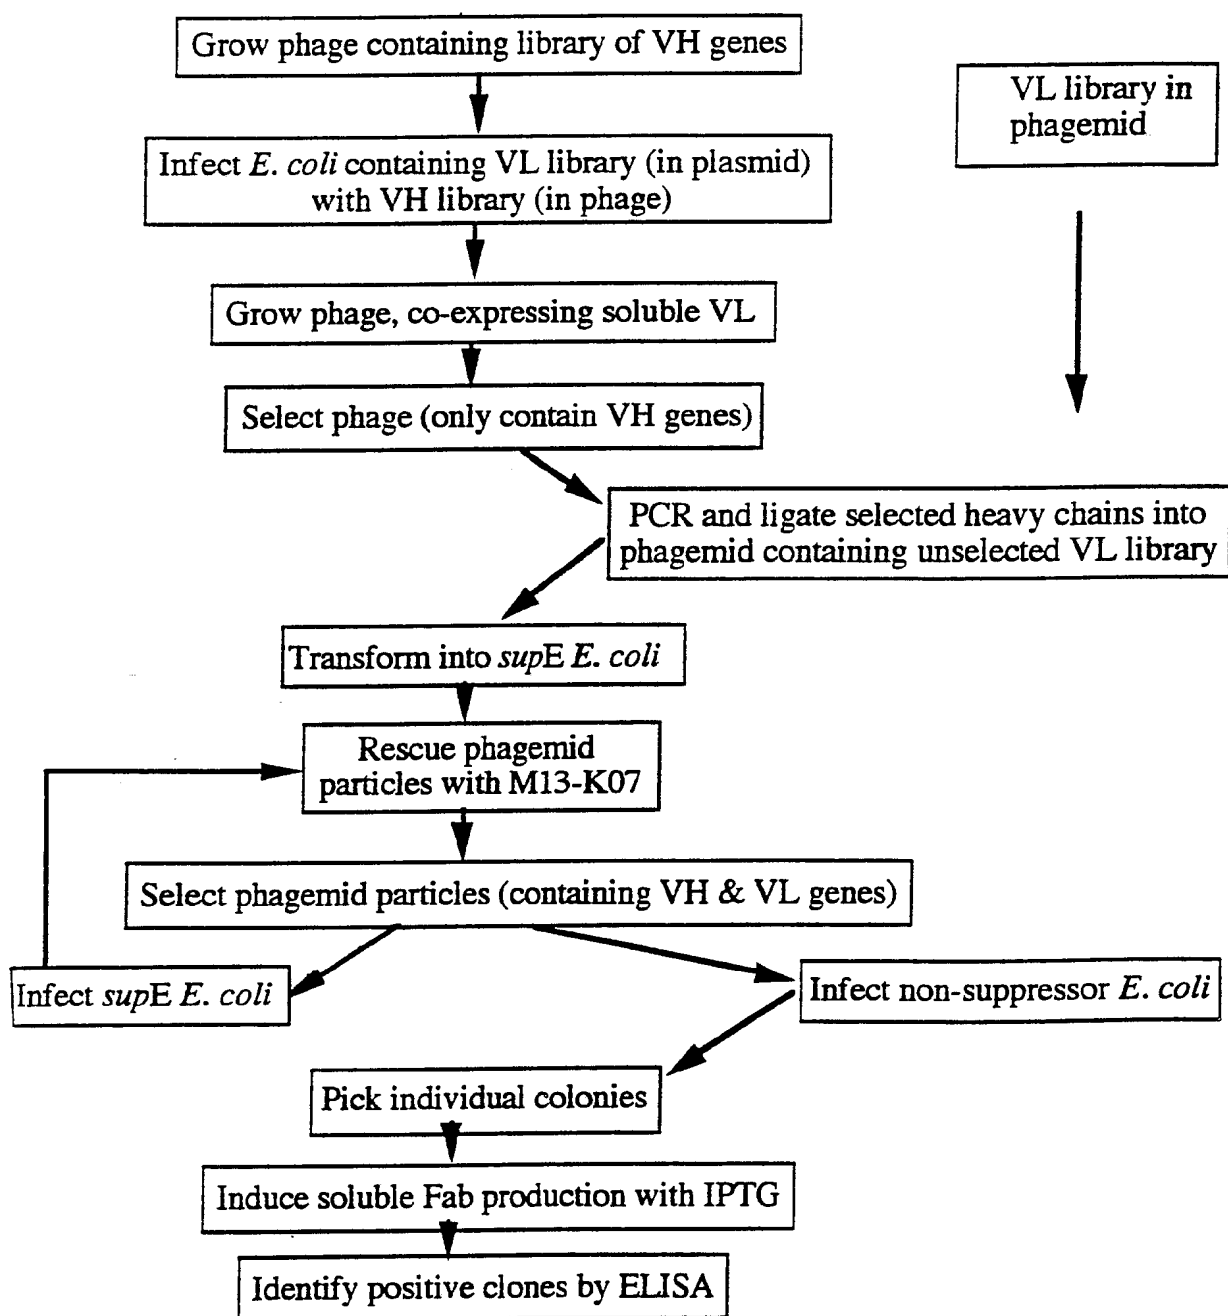 Grow phage containing library of VH genes
VL library in
phagemid
Infect E. coli containing VL library (in plasmid)
with VH library (in phage)
Grow phage, co-expressing soluble VL
Select phage (only contain VH genes)
PCR and ligate selected heavy chains into
phagemid containing unselected VL library
Transform into supE E. coli
Rescue phagemid
particles with M13-K07
Select phagemid particles (containing VH & VL genes)
Infect supE E. coli
Infect non-suppressor E. coli
Pick individual colonies
Induce soluble Fab production with IPTG
Identify positive clones by ELISA